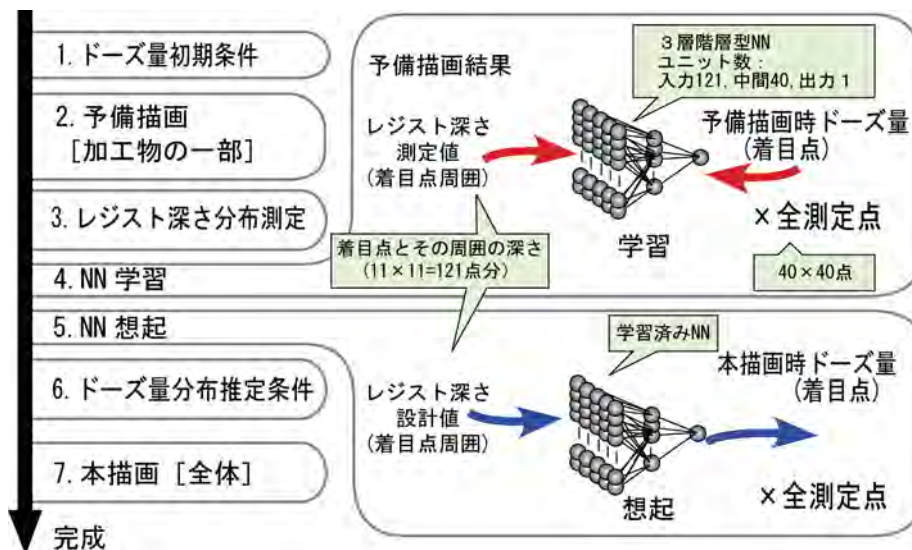 1. ドーズ量初期条件
2. 予備描画
[加工物の一部]
3. レジスト深さ分布測定
4. NN 学習
予備描画結果
3層階層型NN
ユニット数：
入力121, 中間40, 出力1
レジスト深さ
測定値
(着目点周囲)
予備描画時ドーズ量
(着目点)
学習
×全測定点
40×40点
着目点とその周囲の深さ
(11×11=121点分)
5. NN 想起
6. ドーズ量分布推定条件
7. 本描画 [全体]
完成
学習済みNN
レジスト深さ
設計値
(着目点周囲)
本描画時ドーズ量
(着目点)
想起
×全測定点